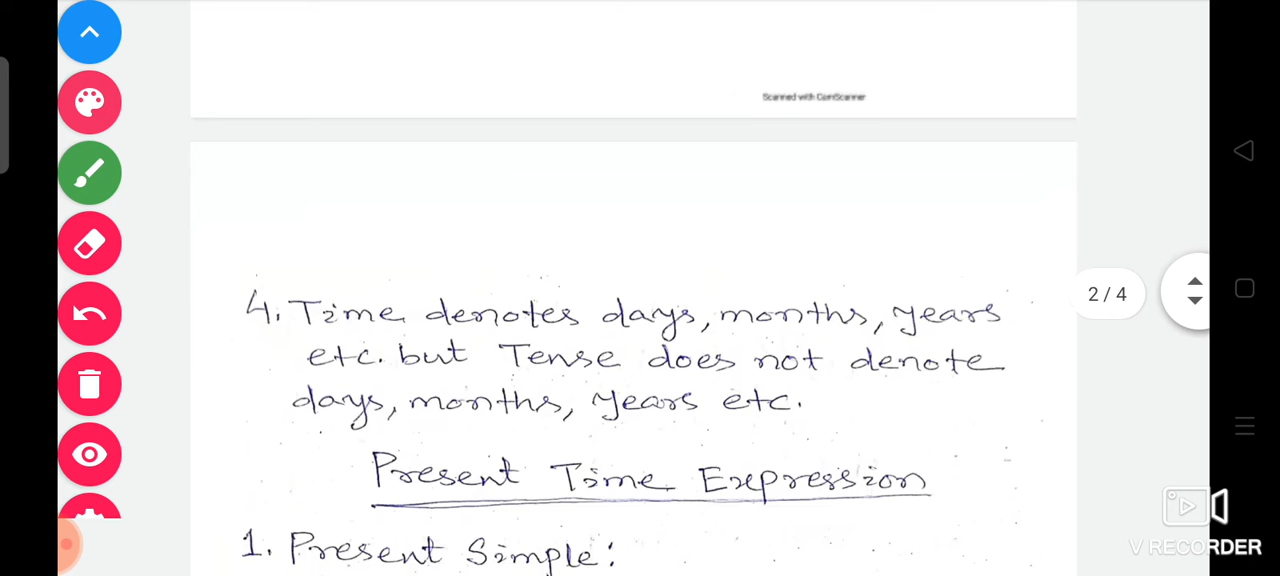 Scanned with CamScanner
4. Time denotes days, months, years
2 / 4
etc. but Tense does not denote
days, months, years etc.
Present Time Expression
1. Present Simple:
V RECORDER